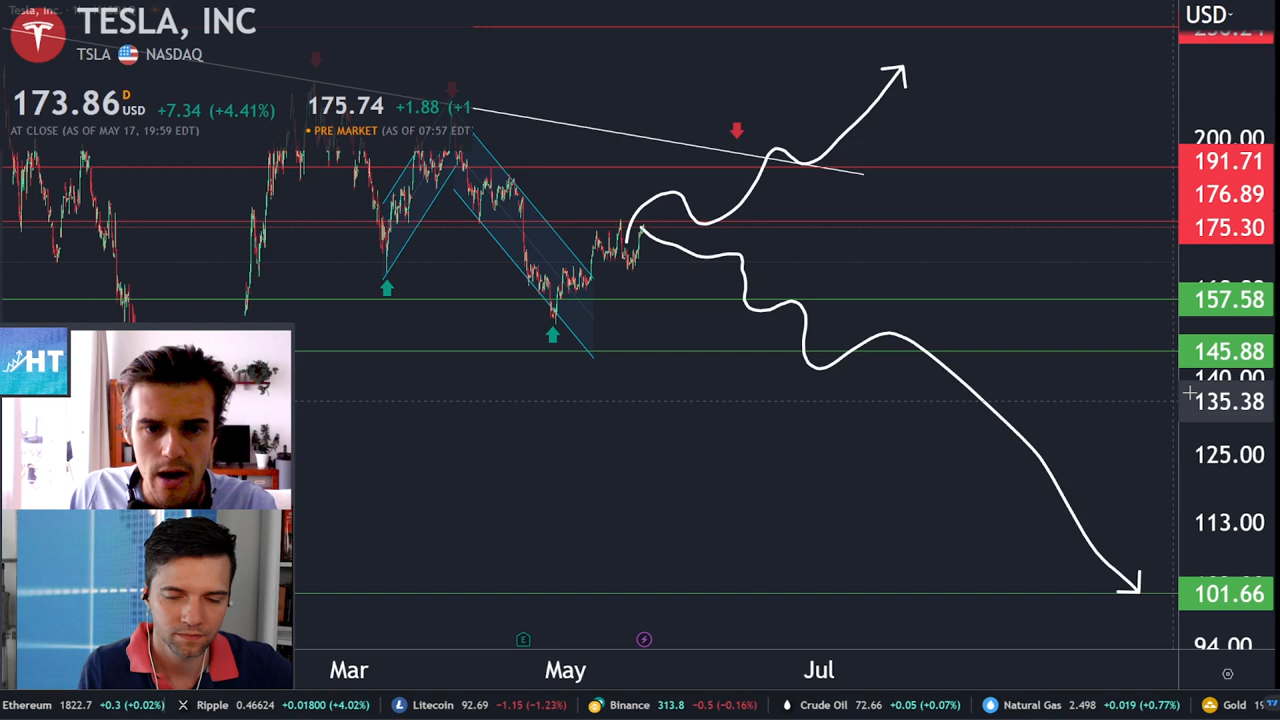 TESLA, INC
TSLA NASDAQ
173.86 D USD +7.34 (+4.41%)
AT CLOSE (AS OF MAY 17, 19:59 EDT)
175.74 +1.88 (+1
PRE MARKET (AS OF 07:57 EDT
USD
200.00
191.71
176.89
175.30
157.58
145.88
140.00
135.38
125.00
113.00
101.66
94.00
HT
E
Mar May Jul
Ethereum 1822.7 +0.3 (+0.02%) Ripple 0.46624 +0.01800 (+4.02%) Litecoin 92.69 −1.15 (−1.23%) Binance 313.8 −0.5 (−0.16%) Crude Oil 72.66 +0.05 (+0.07%) Natural Gas 2.498 +0.019 (+0.77%) Gold